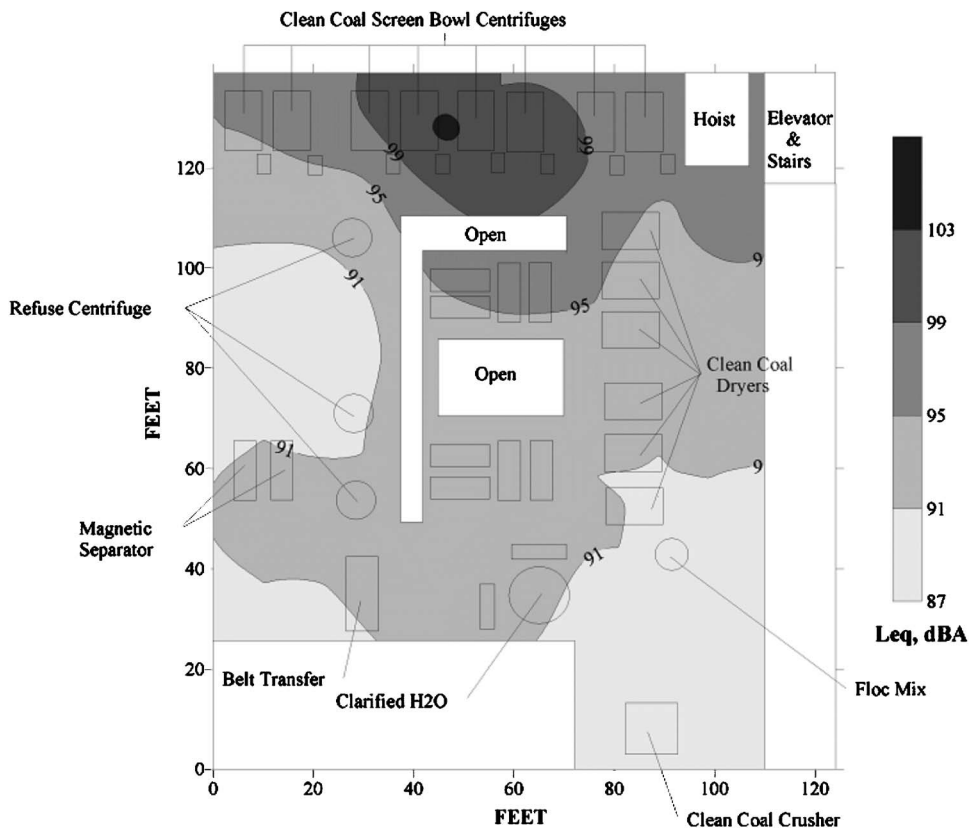 Clean Coal Screen Bowl Centrifuges
Hoist
Elevator
&
Stairs
99
99
95
Open
91
9
95
Refuse Centrifuge
Open
Clean Coal
Dryers
91
9
Magnetic
Separator
91
Belt Transfer
Clarified H2O
Floc Mix
Clean Coal Crusher
120
100
80
60
40
20
0
FEET
0
20
40
60
80
100
120
FEET
103
99
95
91
87
Leq, dBA